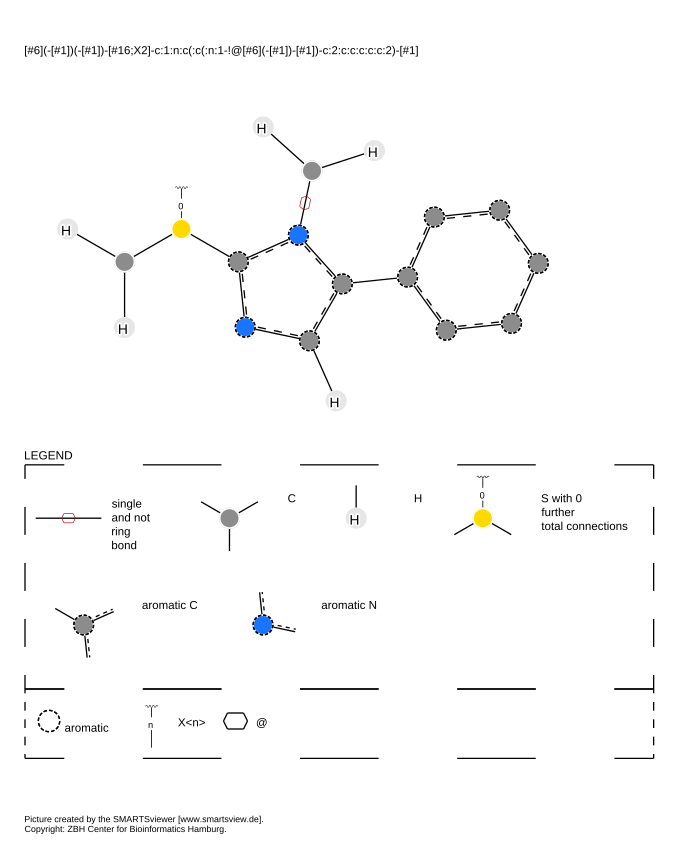 [#6](-[#1])(-[#1])-[#16;X2]-c:1:n:c(:c(:n:1-!@[#6](-[#1])-[#1])-c:2:c:c:c:c:c:2)-[#1]
H
H
H
0
H
H
H
LEGEND
single
and not
ring
bond
C
H
H
0
S with 0
further
total connections
aromatic C
aromatic N
aromatic
n
X<n>
@
Picture created by the SMARTSviewer [www.smartsview.de].
Copyright: ZBH Center for Bioinformatics Hamburg.